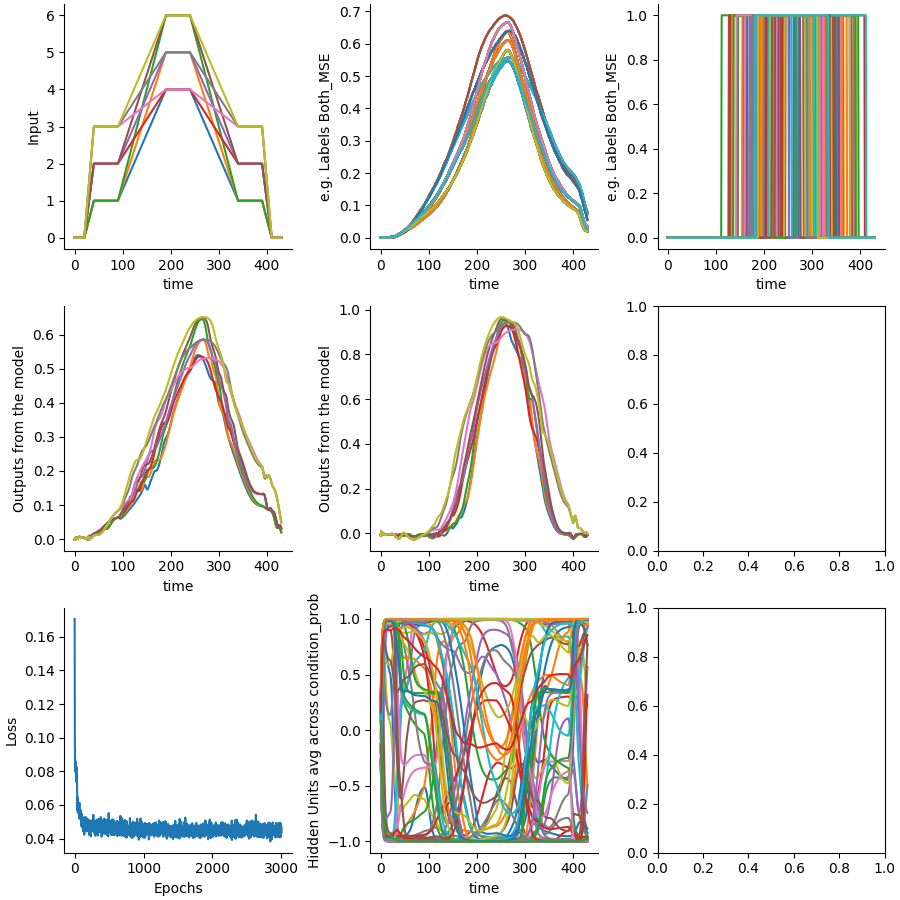 6
5
4
3
2
1
0
Input
0 100 200 300 400
time
0.7
0.6
0.5
0.4
0.3
0.2
0.1
0.0
e.g. Labels Both_MSE
0 100 200 300 400
time
1.0
0.8
0.6
0.4
0.2
0.0
e.g. Labels Both_MSE
0 100 200 300 400
time
0.6
0.5
0.4
0.3
0.2
0.1
0.0
Outputs from the model
0 100 200 300 400
time
1.0
0.8
0.6
0.4
0.2
0.0
Outputs from the model
0 100 200 300 400
time
1.0
0.8
0.6
0.4
0.2
0.0
0.0 0.2 0.4 0.6 0.8 1.0
0.16
0.14
0.12
0.10
0.08
0.06
0.04
Loss
0 1000 2000 3000
Epochs
1.0
0.5
0.0
−0.5
−1.0
Hidden Units avg across condition_prob
0 100 200 300 400
time
1.0
0.8
0.6
0.4
0.2
0.0
0.0 0.2 0.4 0.6 0.8 1.0